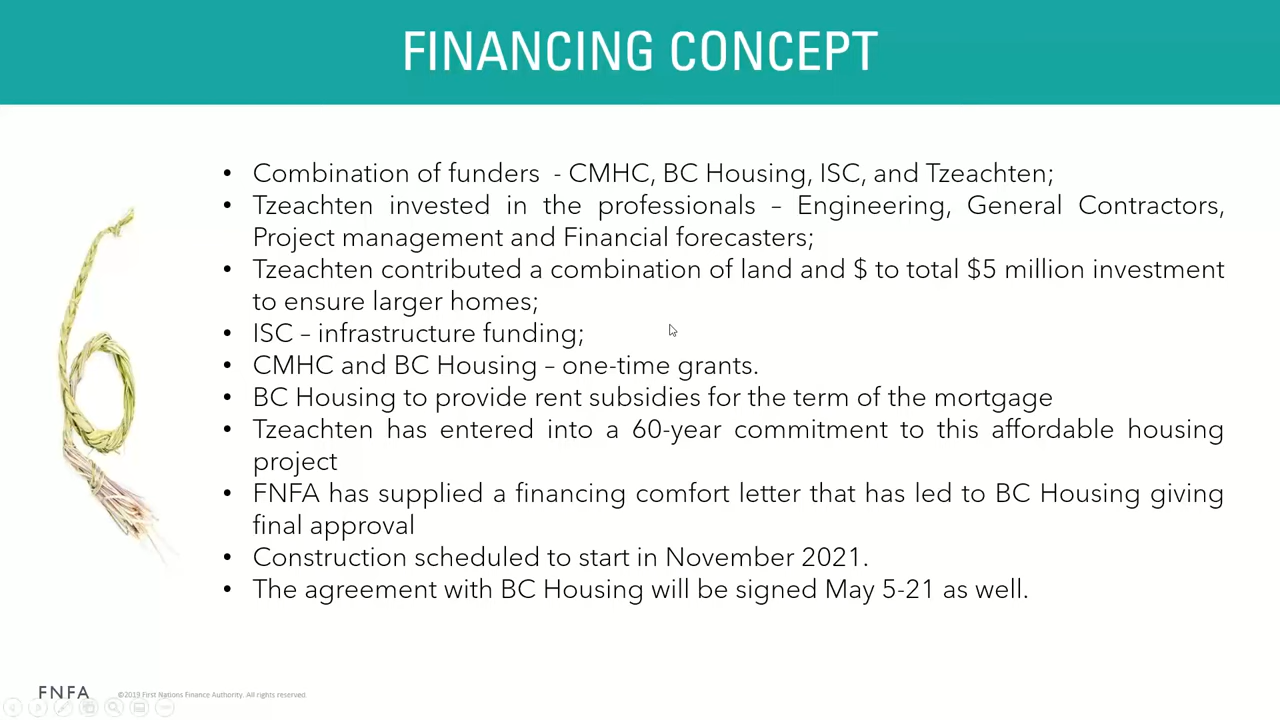 FINANCING CONCEPT
• Combination of funders - CMHC, BC Housing, ISC, and Tzeachten;
• Tzeachten invested in the professionals – Engineering, General Contractors,
Project management and Financial forecasters;
• Tzeachten contributed a combination of land and $ to total $5 million investment
to ensure larger homes;
• ISC – infrastructure funding;
• CMHC and BC Housing – one-time grants.
• BC Housing to provide rent subsidies for the term of the mortgage
• Tzeachten has entered into a 60-year commitment to this affordable housing
project
• FNFA has supplied a financing comfort letter that has led to BC Housing giving
final approval
• Construction scheduled to start in November 2021.
• The agreement with BC Housing will be signed May 5-21 as well.
FNFA ©2019 First Nations Finance Authority. All rights reserved.